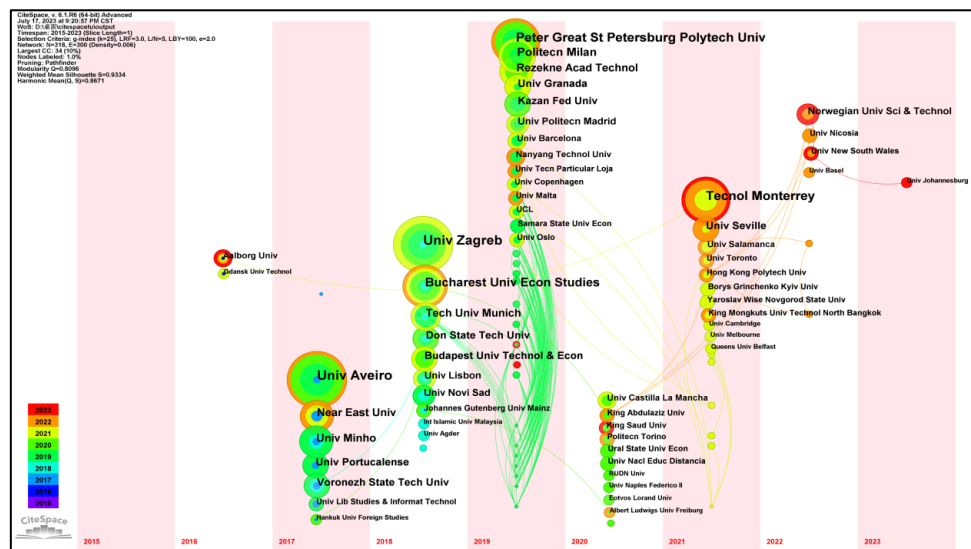 CiteSpace, v. 6.1.R6 (64-bit) Advanced
July 17, 2023 at 9:20:57 PM CST
WoS: D:\桌面\citespacefu\output
Timespan: 2015-2023 (Slice Length=1)
Selection Criteria: g-index (k=25), LRF=3.0, L/N=5, LBY=100, e=2.0
Network: N=318, E=300 (Density=0.006)
Largest CC: 34 (10%)
Nodes Labeled: 1.0%
Pruning: Pathfinder
Modularity Q=0.8096
Weighted Mean Silhouette S=0.9334
Harmonic Mean(Q, S)=0.8671
Aalborg Univ
Gdansk Univ Technol
Univ Aveiro
Near East Univ
Univ Minho
Univ Portucalense
Voronezh State Tech Univ
Univ Lib Studies & Informat Technol
Hankuk Univ Foreign Studies
Univ Zagreb
Bucharest Univ Econ Studies
Tech Univ Munich
Don State Tech Univ
Budapest Univ Technol & Econ
Univ Lisbon
Univ Novi Sad
Johannes Gutenberg Univ Mainz
Int Islamic Univ Malaysia
Univ Agder
Peter Great St Petersburg Polytech Univ
Politecn Milan
Rezekne Acad Technol
Univ Granada
Kazan Fed Univ
Univ Politecn Madrid
Univ Barcelona
Nanyang Technol Univ
Univ Tecn Particular Loja
Univ Copenhagen
Univ Malta
UCL
Samara State Univ Econ
Univ Oslo
Univ Castilla La Mancha
King Abdulaziz Univ
King Saud Univ
Politecn Torino
Ural State Univ Econ
Univ Nacl Educ Distancia
RUDN Univ
Univ Naples Federico II
Eotvos Lorand Univ
Albert Ludwigs Univ Freiburg
Tecnol Monterrey
Univ Seville
Univ Salamanca
Univ Toronto
Hong Kong Polytech Univ
Borys Grinchenko Kyiv Univ
Yaroslav Wise Novgorod State Univ
King Mongkuts Univ Technol North Bangkok
Univ Cambridge
Univ Melbourne
Queens Univ Belfast
Norwegian Univ Sci & Technol
Univ Nicosia
Univ New South Wales
Univ Basel
Univ Johannesburg
2023
2022
2021
2020
2019
2018
2017
2016
2015
CiteSpace
2015 2016 2017 2018 2019 2020 2021 2022 2023